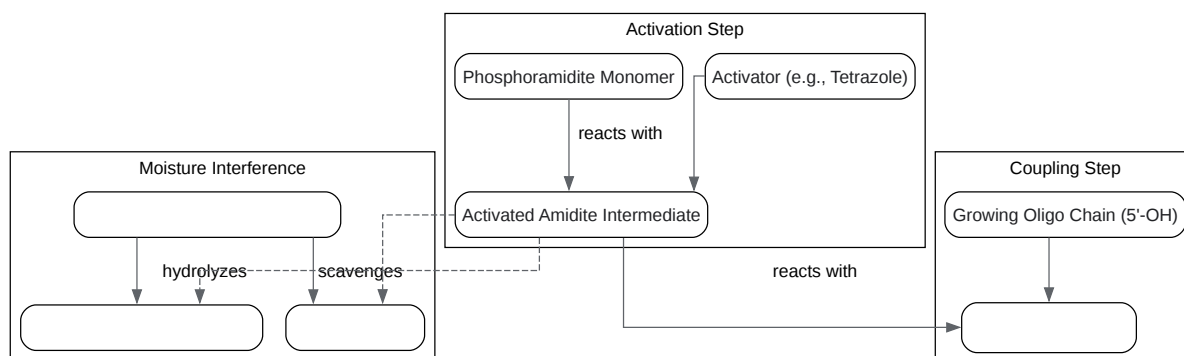 Activation Step
Phosphoramidite Monomer
Activator (e.g., Tetrazole)
reacts with
Moisture Interference
Coupling Step
Activated Amidite Intermediate
Growing Oligo Chain (5'-OH)
hydrolyzes
scavenges
reacts with